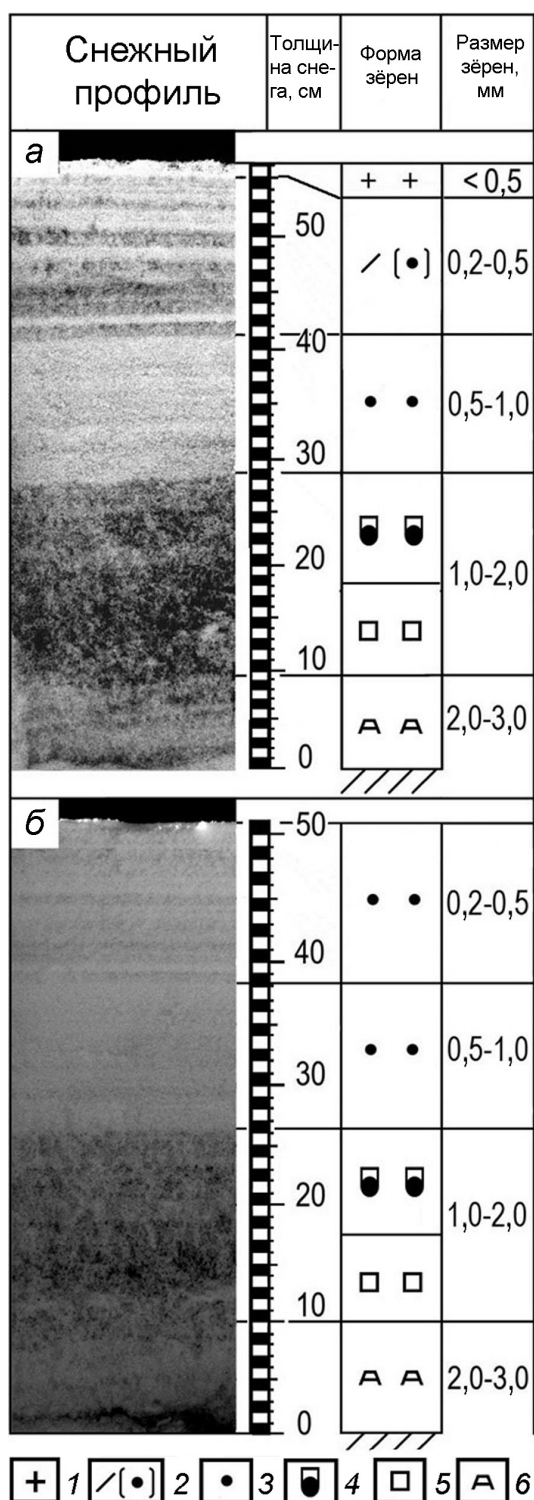 Снежный профиль
Толщи-
на сне-
га, см
Форма зёрен
Размер зёрен, мм
а
+ +
< 0,5
50
/ [•]
0,2-0,5
40
• •
0,5-1,0
30
20
1,0-2,0
10
2,0-3,0
0
б
50
• •
0,2-0,5
40
• •
0,5-1,0
30
20
1,0-2,0
10
2,0-3,0
0
+ 1 / [•] 2 • 3 4 5 6